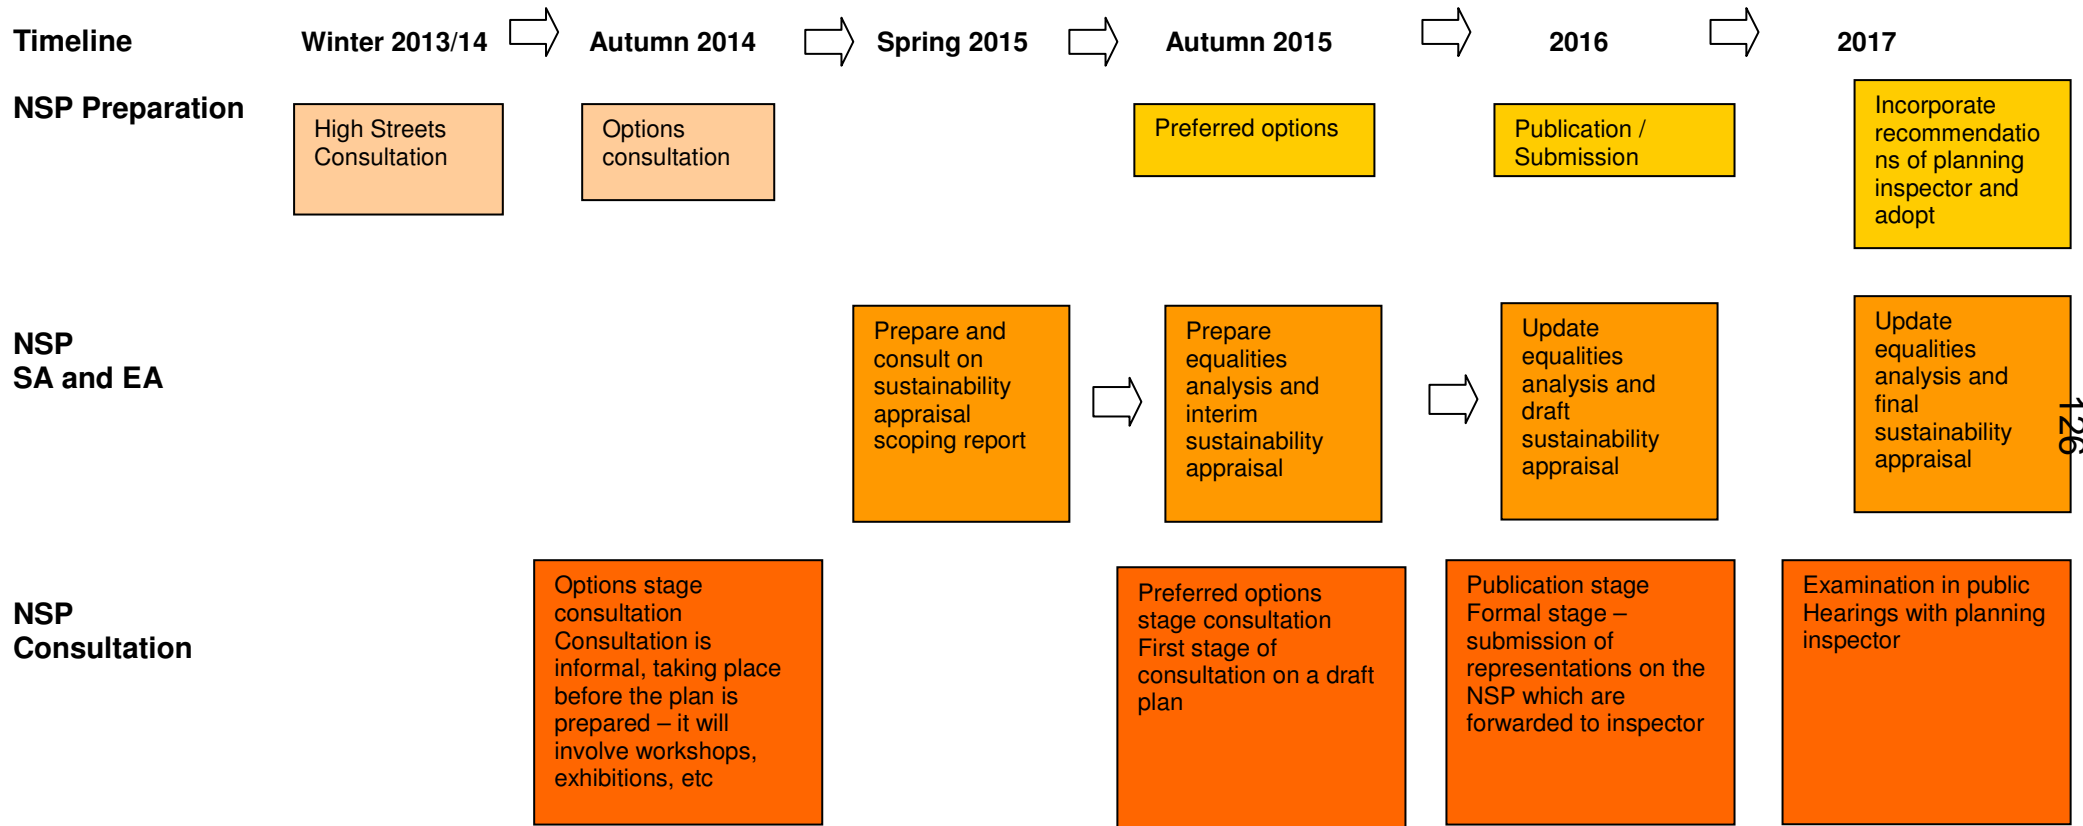 Timeline
Winter 2013/14
Autumn 2014
Spring 2015
Autumn 2015
2016
2017
NSP Preparation
High Streets
Consultation
Options
consultation
Preferred options
Publication /
Submission
Incorporate
recommendatio
ns of planning
inspector and
adopt
NSP
SA and EA
Prepare and
consult on
sustainability
appraisal
scoping report
Prepare
equalities
analysis and
interim
sustainability
appraisal
Update
equalities
analysis and
draft
sustainability
appraisal
Update
equalities
analysis and
final
sustainability
appraisal
126
NSP
Consultation
Options stage
consultation
Consultation is
informal, taking place
before the plan is
prepared – it will
involve workshops,
exhibitions, etc
Preferred options
stage consultation
First stage of
consultation on a draft
plan
Publication stage
Formal stage –
submission of
representations on the
NSP which are
forwarded to inspector
Examination in public
Hearings with planning
inspector